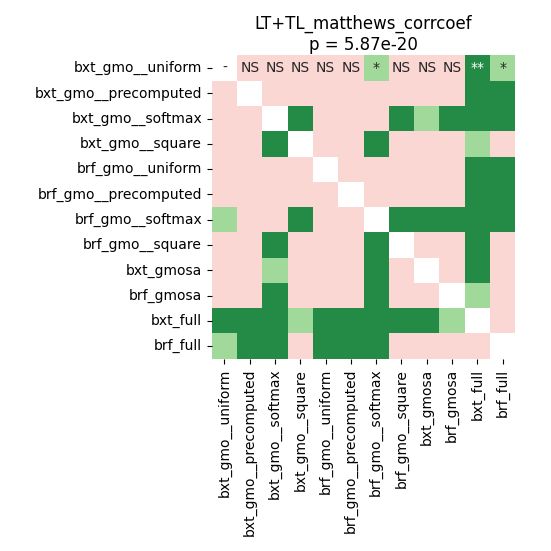 LT+TL_matthews_corrcoef
p = 5.87e-20
bxt_gmo__uniform - NS NS NS NS NS * NS NS NS ** *
bxt_gmo__precomputed
bxt_gmo__softmax
bxt_gmo__square
brf_gmo__uniform
brf_gmo__precomputed
brf_gmo__softmax
brf_gmo__square
bxt_gmosa
brf_gmosa
bxt_full
brf_full
bxt_gmo__uniform
bxt_gmo__precomputed
bxt_gmo__softmax
bxt_gmo__square
brf_gmo__uniform
brf_gmo__precomputed
brf_gmo__softmax
brf_gmo__square
bxt_gmosa
brf_gmosa
bxt_full
brf_full